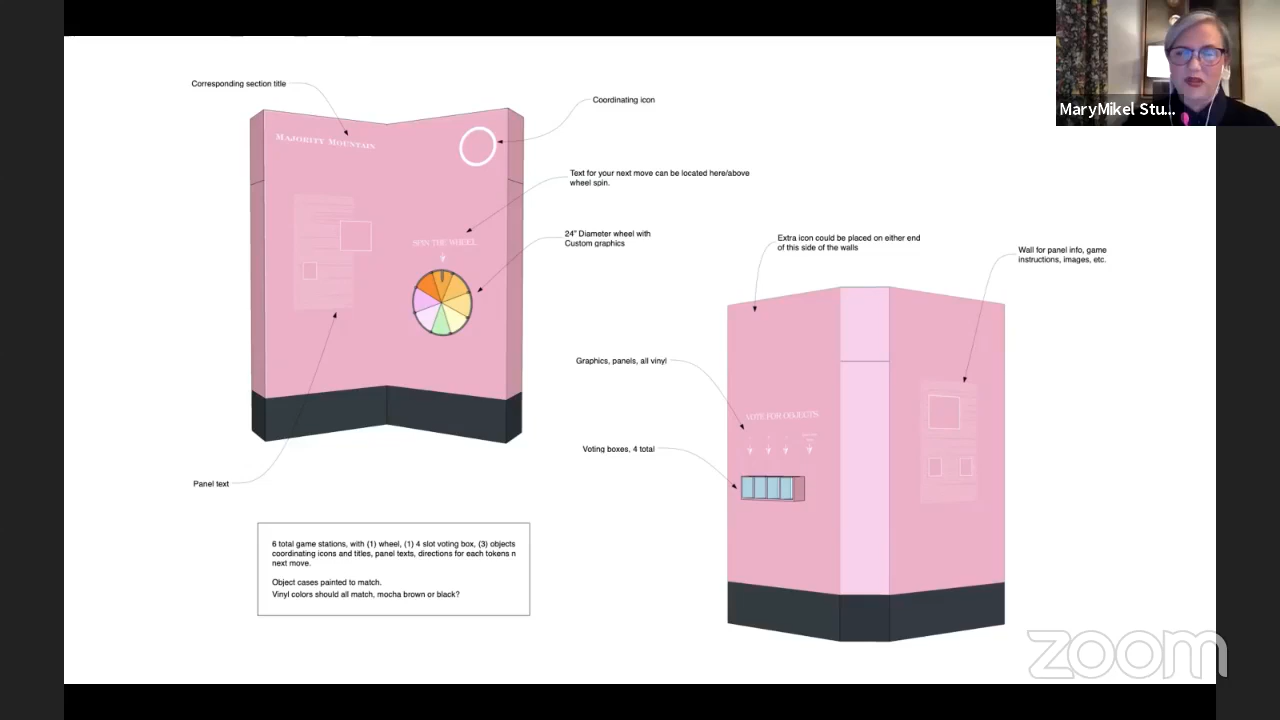 MaryMikel Stu...
Corresponding section title
Coordinating icon
MAJORITY MOUNTAIN
Text for your next move can be located here/above
wheel spin.
24" Diameter wheel with
Custom graphics
SPIN THE WHEEL
Panel text
Extra icon could be placed on either end
of this side of the walls
Wall for panel info, game
instructions, images, etc.
Graphics, panels, all vinyl
VOTE FOR OBJECTS
Voting boxes, 4 total
6 total game stations, with (1) wheel, (1) 4 slot voting box, (3) objects
coordinating icons and titles, panel texts, directions for each tokens n
next move.
Object cases painted to match.
Vinyl colors should all match, mocha brown or black?
zoom